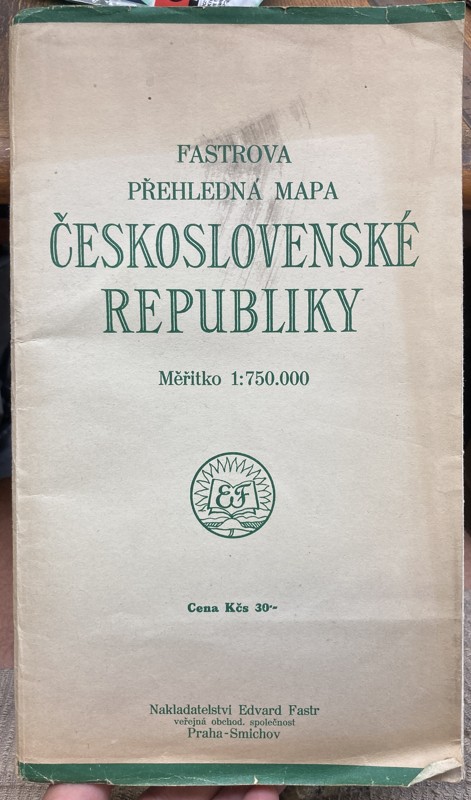 FASTROVA
PŘEHLEDNÁ MAPA
ČESKOSLOVENSKÉ
REPUBLIKY
Měřitko 1:750.000
EF
Cena Kčs 30·-
Nakladatelství Edvard Fastr
veřejná obchod. společnost
Praha-Smíchov